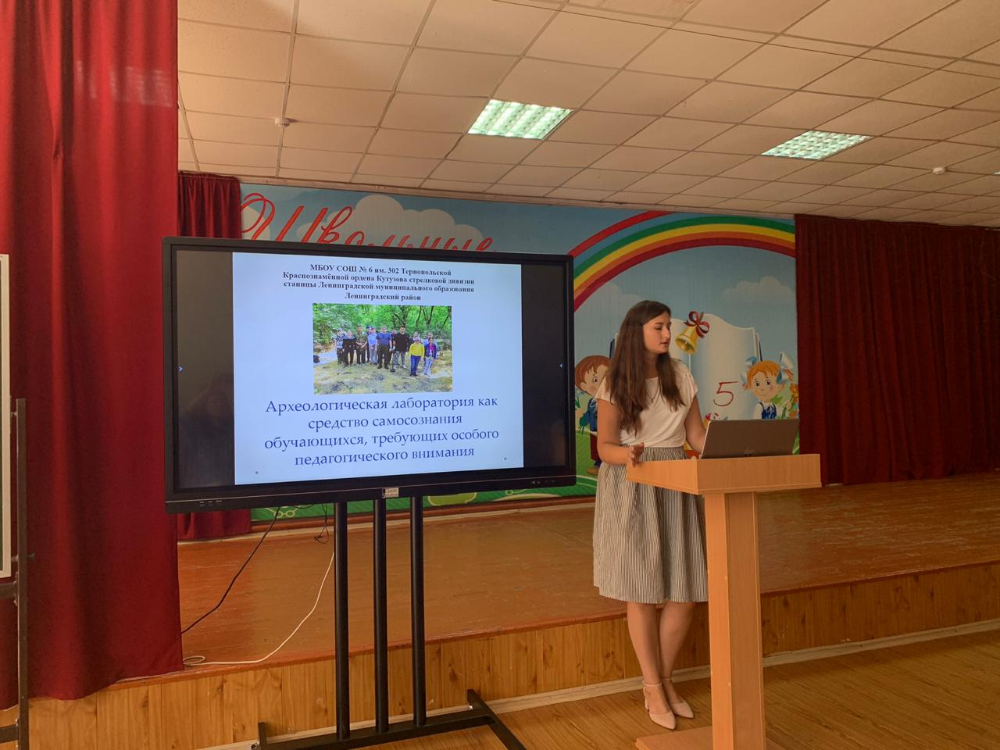 Школьные
МБОУ СОШ № 6 им. 302 Тернопольской
Краснознамённой ордена Кутузова стрелковой дивизии
станицы Ленинградской муниципального образования
Ленинградский район
Археологическая лаборатория как
средство самосознания
обучающихся, требующих особого
педагогического внимания
5